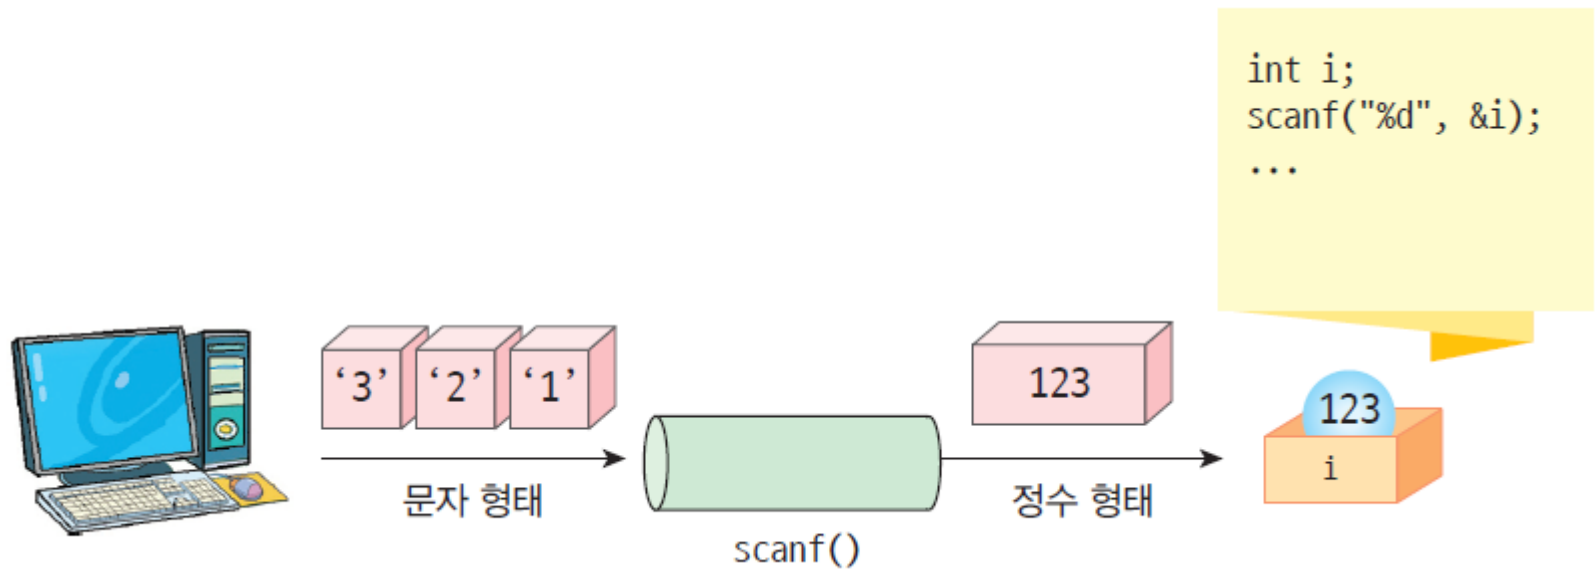 int i;
scanf("%d", &i);
...
‘3’ ‘2’ ‘1’
123
123
i
문자 형태
정수 형태
scanf()